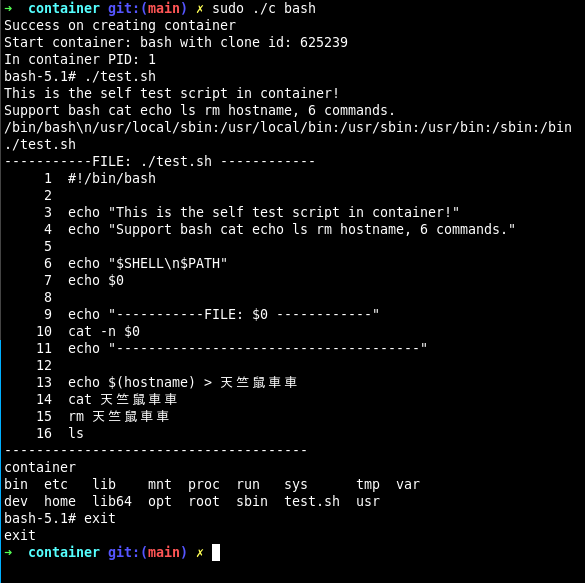 ➜  container git:(main) ✗ sudo ./c bash
Success on creating container
Start container: bash with clone id: 625239
In container PID: 1
bash-5.1# ./test.sh
This is the self test script in container!
Support bash cat echo ls rm hostname, 6 commands.
/bin/bash\n/usr/local/sbin:/usr/local/bin:/usr/sbin:/usr/bin:/sbin:/bin
./test.sh
-----------FILE: ./test.sh ------------
     1  #!/bin/bash
     2
     3  echo "This is the self test script in container!"
     4  echo "Support bash cat echo ls rm hostname, 6 commands."
     5
     6  echo "$SHELL\n$PATH"
     7  echo $0
     8
     9  echo "-----------FILE: $0 ------------"
    10  cat -n $0
    11  echo "--------------------------------------"
    12
    13  echo $(hostname) > 天竺鼠車車
    14  cat 天竺鼠車車
    15  rm 天竺鼠車車
    16  ls
--------------------------------------
container
bin  etc   lib    mnt  proc  run   sys      tmp  var
dev  home  lib64  opt  root  sbin  test.sh  usr
bash-5.1# exit
exit
➜  container git:(main) ✗